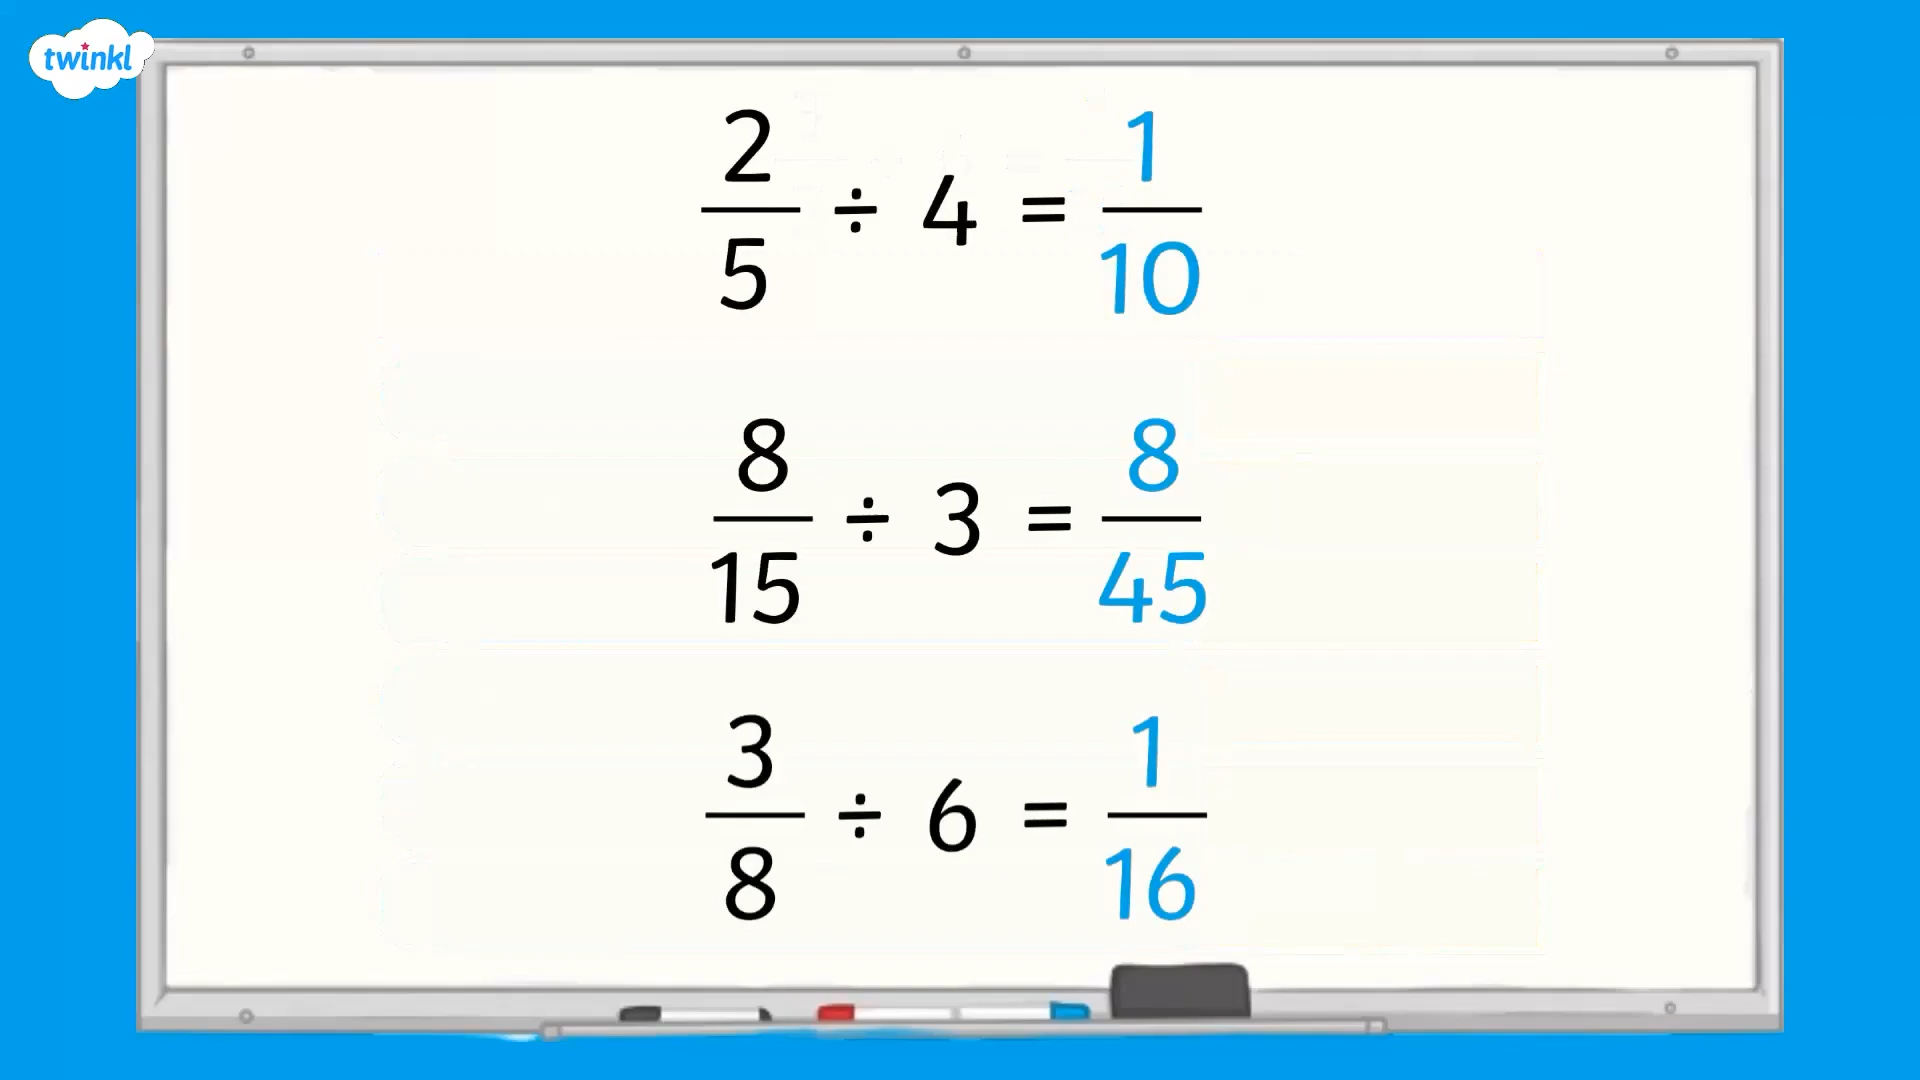 twinkl
2/5 ÷ 4 = 1/10
8/15 ÷ 3 = 8/45
3/8 ÷ 6 = 1/16